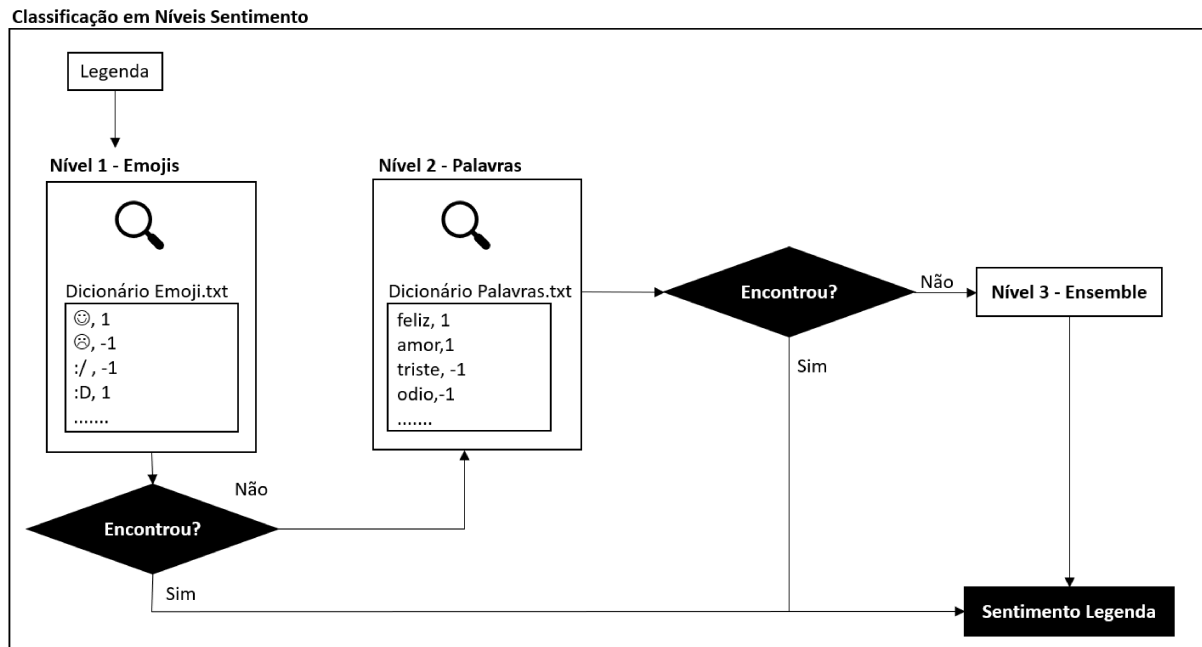 Classificação em Níveis Sentimento
Legenda
Nível 1 - Emojis
Dicionário Emoji.txt
☺, 1
☹, -1
:/ , -1
:D, 1
.......
Encontrou?
Não
Sim
Nível 2 - Palavras
Dicionário Palavras.txt
feliz, 1
amor,1
triste, -1
odio,-1
.......
Encontrou?
Não
Sim
Nível 3 - Ensemble
Sentimento Legenda